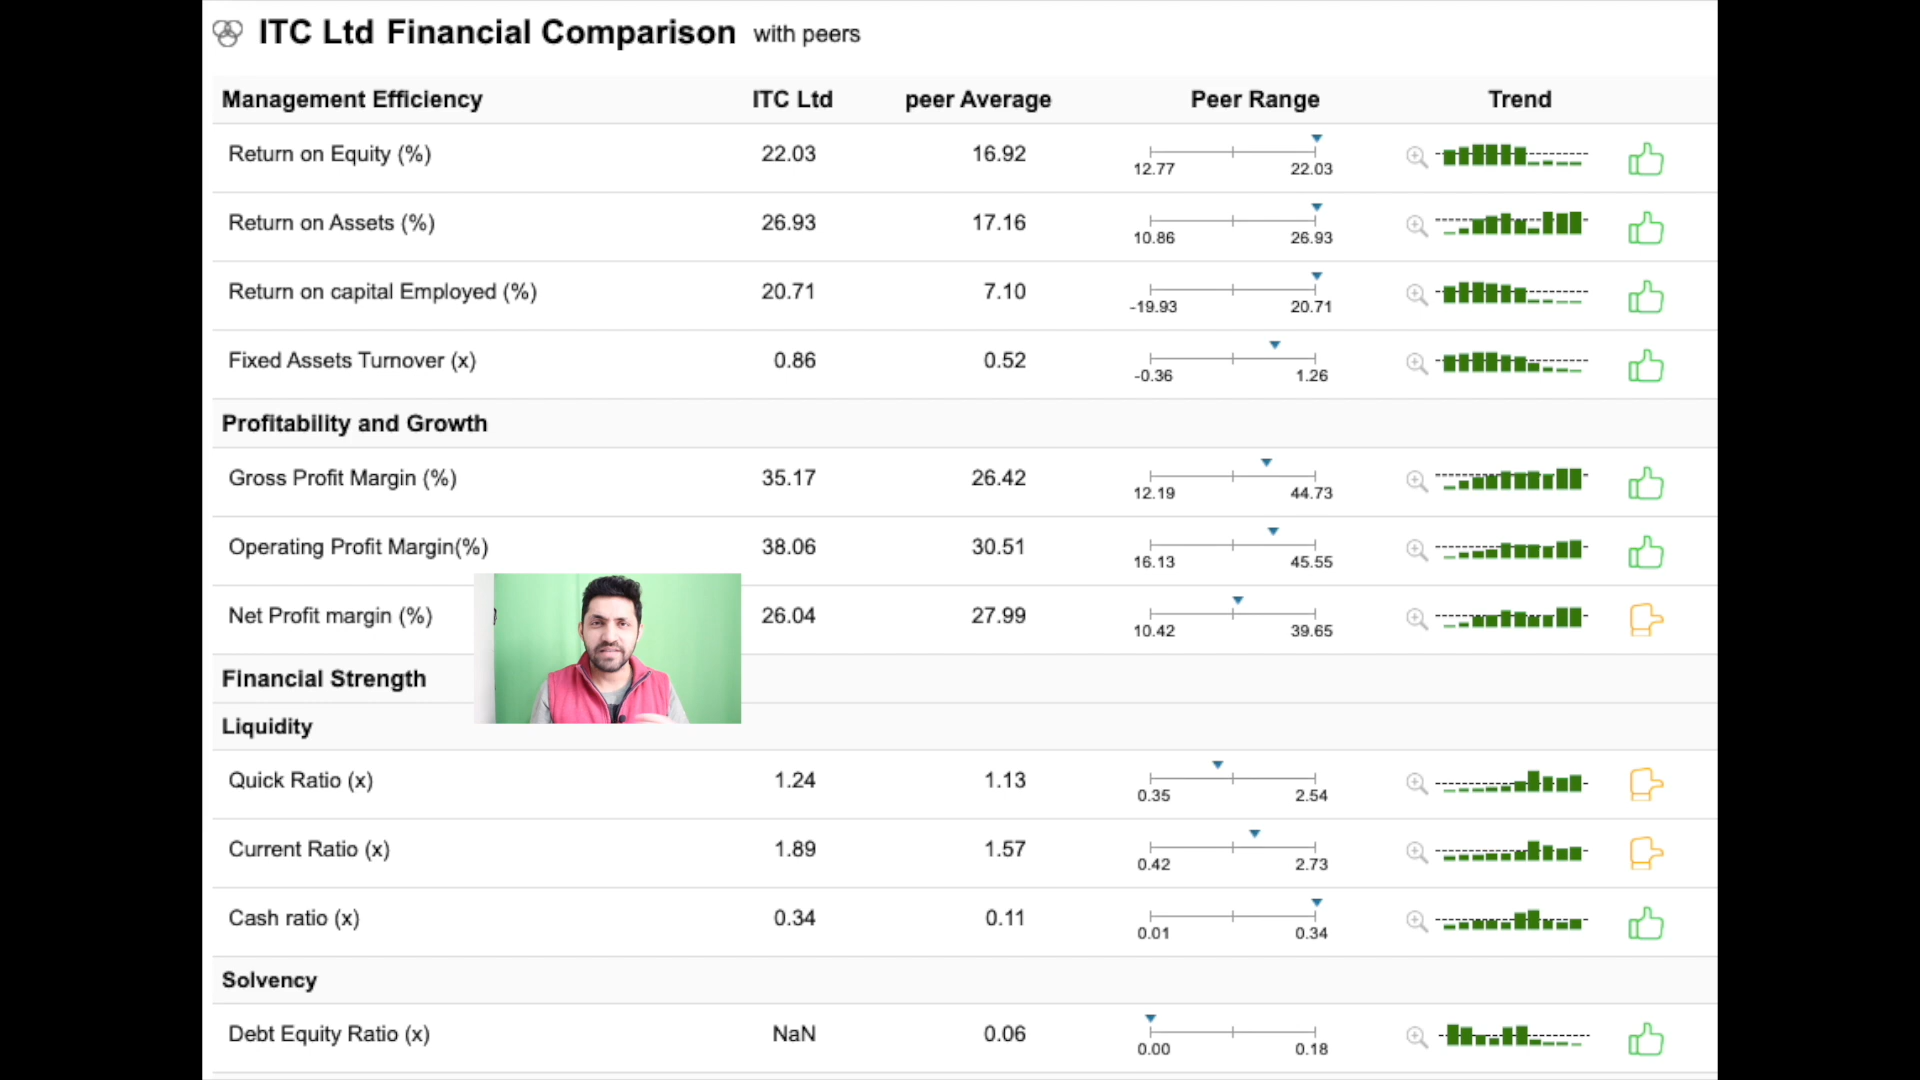 ITC Ltd Financial Comparison with peers
Management Efficiency ITC Ltd peer Average Peer Range Trend
Return on Equity (%) 22.03 16.92 12.77 22.03
Return on Assets (%) 26.93 17.16 10.86 26.93
Return on capital Employed (%) 20.71 7.10 -19.93 20.71
Fixed Assets Turnover (x) 0.86 0.52 -0.36 1.26
Profitability and Growth
Gross Profit Margin (%) 35.17 26.42 12.19 44.73
Operating Profit Margin(%) 38.06 30.51 16.13 45.55
Net Profit margin (%) 26.04 27.99 10.42 39.65
Financial Strength
Liquidity
Quick Ratio (x) 1.24 1.13 0.35 2.54
Current Ratio (x) 1.89 1.57 0.42 2.73
Cash ratio (x) 0.34 0.11 0.01 0.34
Solvency
Debt Equity Ratio (x) NaN 0.06 0.00 0.18